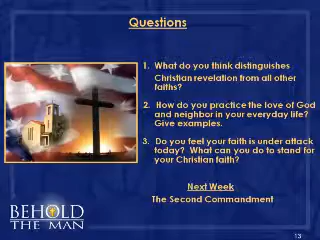 Questions
1. What do you think distinguishes
Christian revelation from all other
faiths?
2. How do you practice the love of God
and neighbor in your everyday life?
Give examples.
3. Do you feel your faith is under attack
today? What can you do to stand for
your Christian faith?
Next Week
The Second Commandment
BEHOLD
THE MAN
13